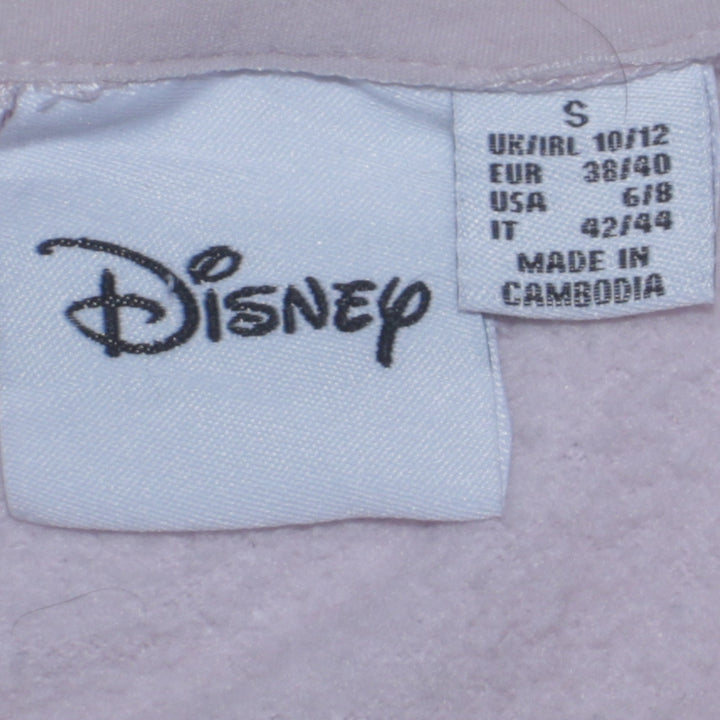 Disney
S
UK/IRL 10/12
EUR 38/40
USA 6/8
IT 42/44
MADE IN
CAMBODIA